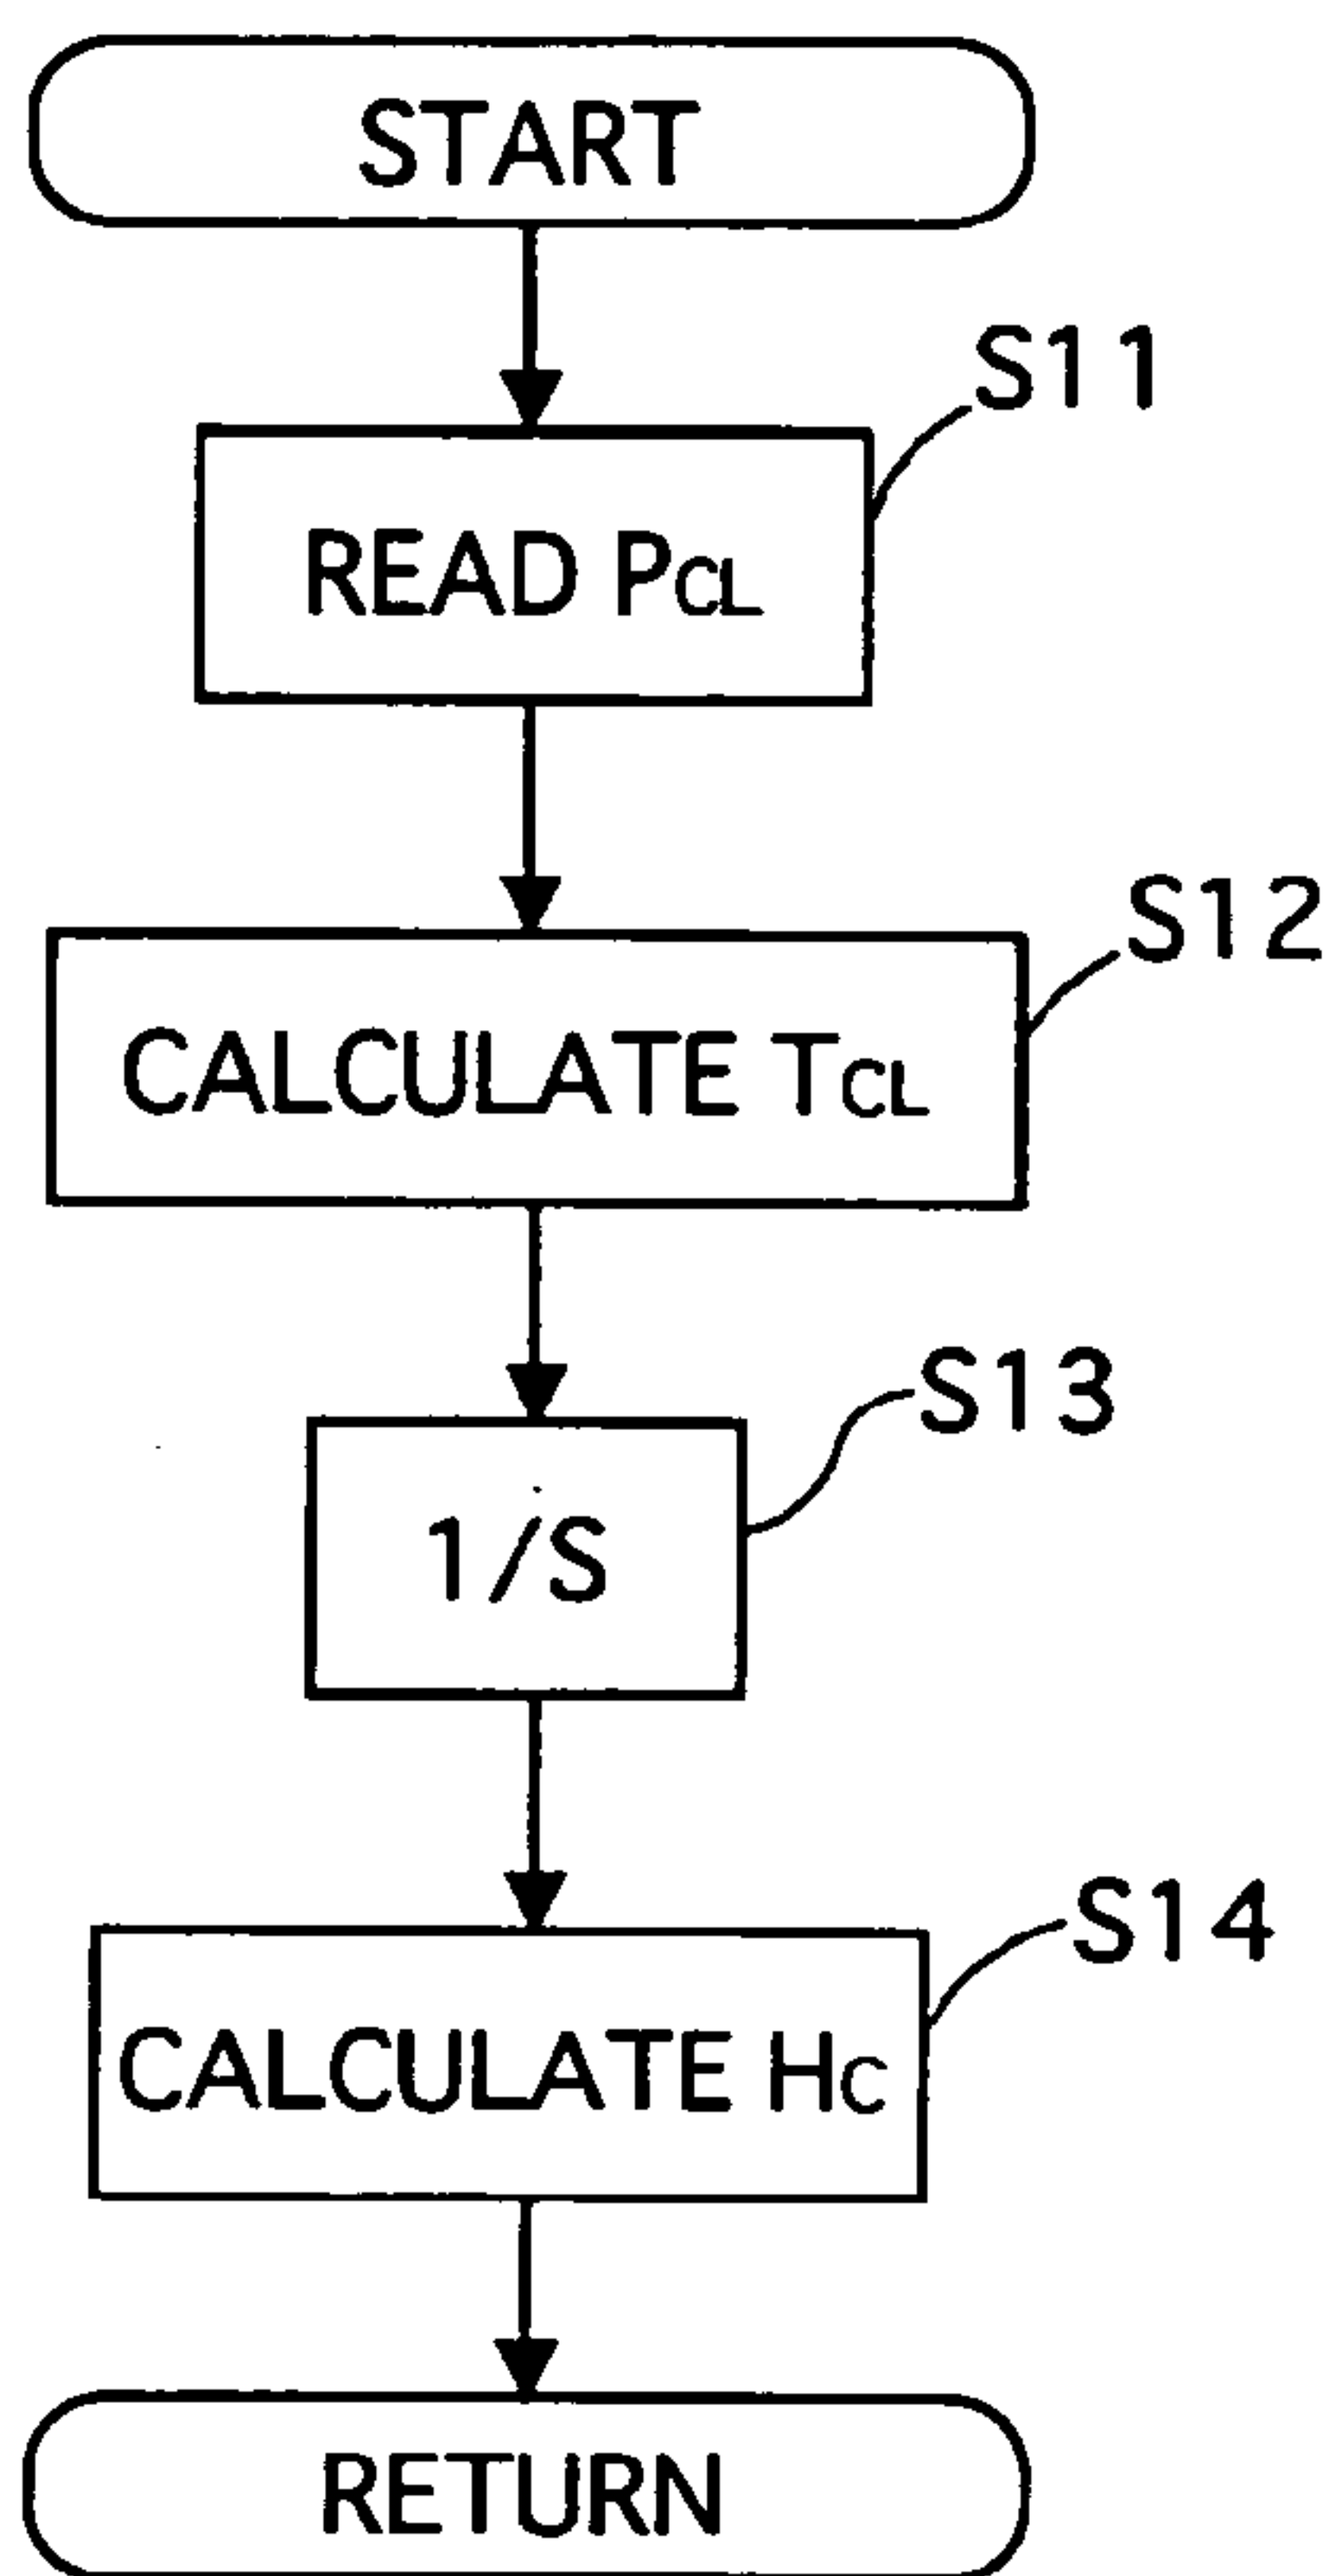 START
S11
READ PCL
S12
CALCULATE TCL
S13
1/S
S14
CALCULATE HC
RETURN